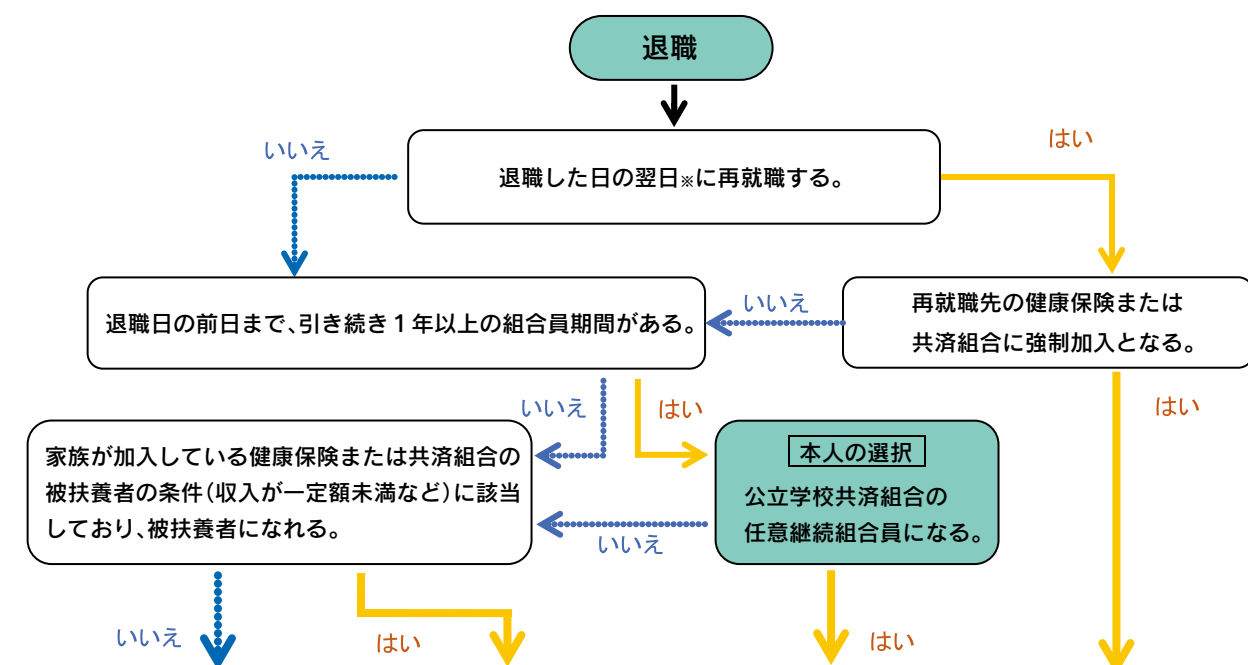 退職
いいえ
はい
退職した日の翌日※に再就職する。
退職日の前日まで、引き続き1年以上の組合員期間がある。
いいえ
再就職先の健康保険または
共済組合に強制加入となる。
いいえ
はい
はい
家族が加入している健康保険または共済組合の
被扶養者の条件(収入が一定額未満など)に該当
しており、被扶養者になれる。
本人の選択
公立学校共済組合の
任意継続組合員になる。
いいえ
いいえ
はい
はい